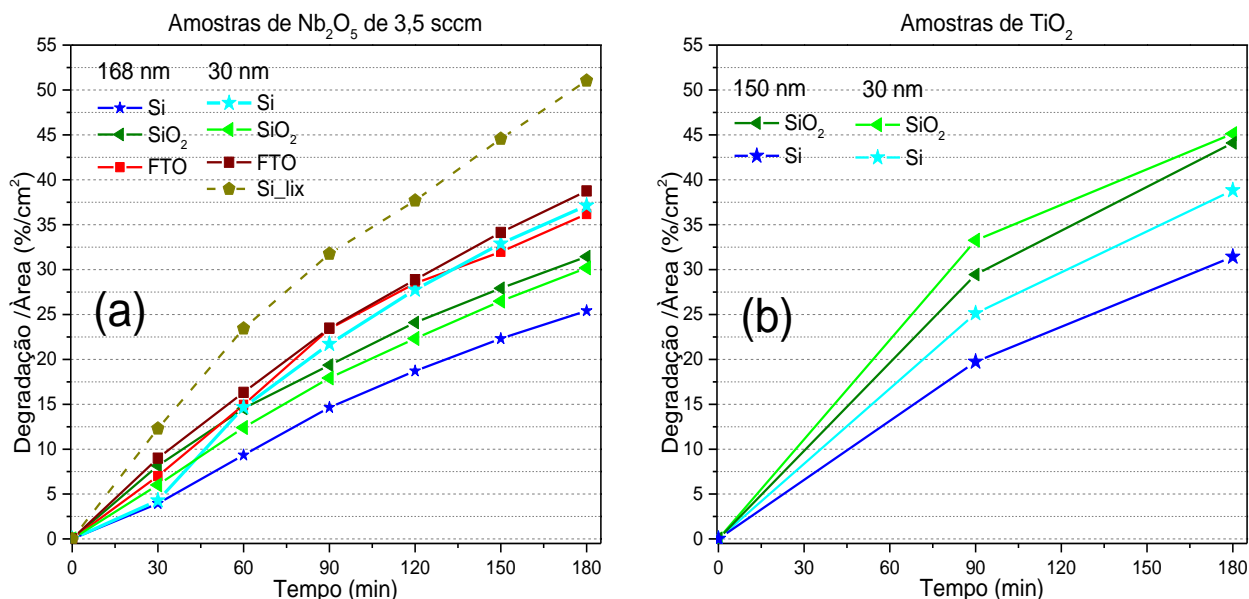 Amostras de Nb₂O₅ de 3,5 sccm
168 nm 30 nm
Si Si
SiO₂ SiO₂
FTO FTO
Si_lix
(a)
Degradação /Àrea (%/cm²)
55
50
45
40
35
30
25
20
15
10
5
0
0 30 60 90 120 150 180
Tempo (min)
Amostras de TiO₂
150 nm 30 nm
SiO₂ SiO₂
Si Si
(b)
Degradação /Àrea (%/cm²)
55
50
45
40
35
30
25
20
15
10
5
0
0 30 60 90 120 150 180
Tempo (min)